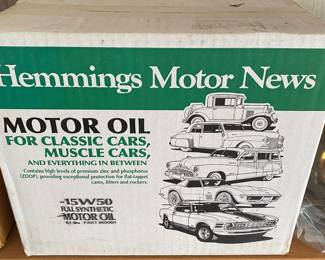 Hemmings Motor News
MOTOR OIL
FOR CLASSIC CARS,
MUSCLE CARS,
AND EVERYTHING IN BETWEEN
Contains high levels of premium zinc and phosphorus
(ZDDP), providing exceptional protection for flat-tappet
cams, lifters and rockers.
15W50
FULL SYNTHETIC
MOTOR OIL